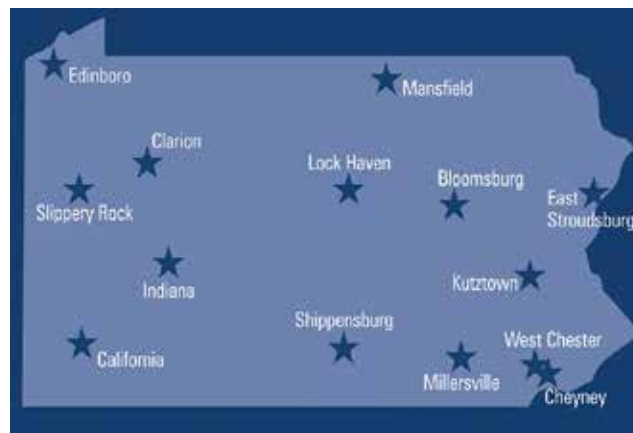 Edinboro
Mansfield
Clarion
Lock Haven
Bloomsburg
Slippery Rock
East
Stroudsburg
Indiana
Kutztown
Shippensburg
West Chester
California
Millersville
Cheyney